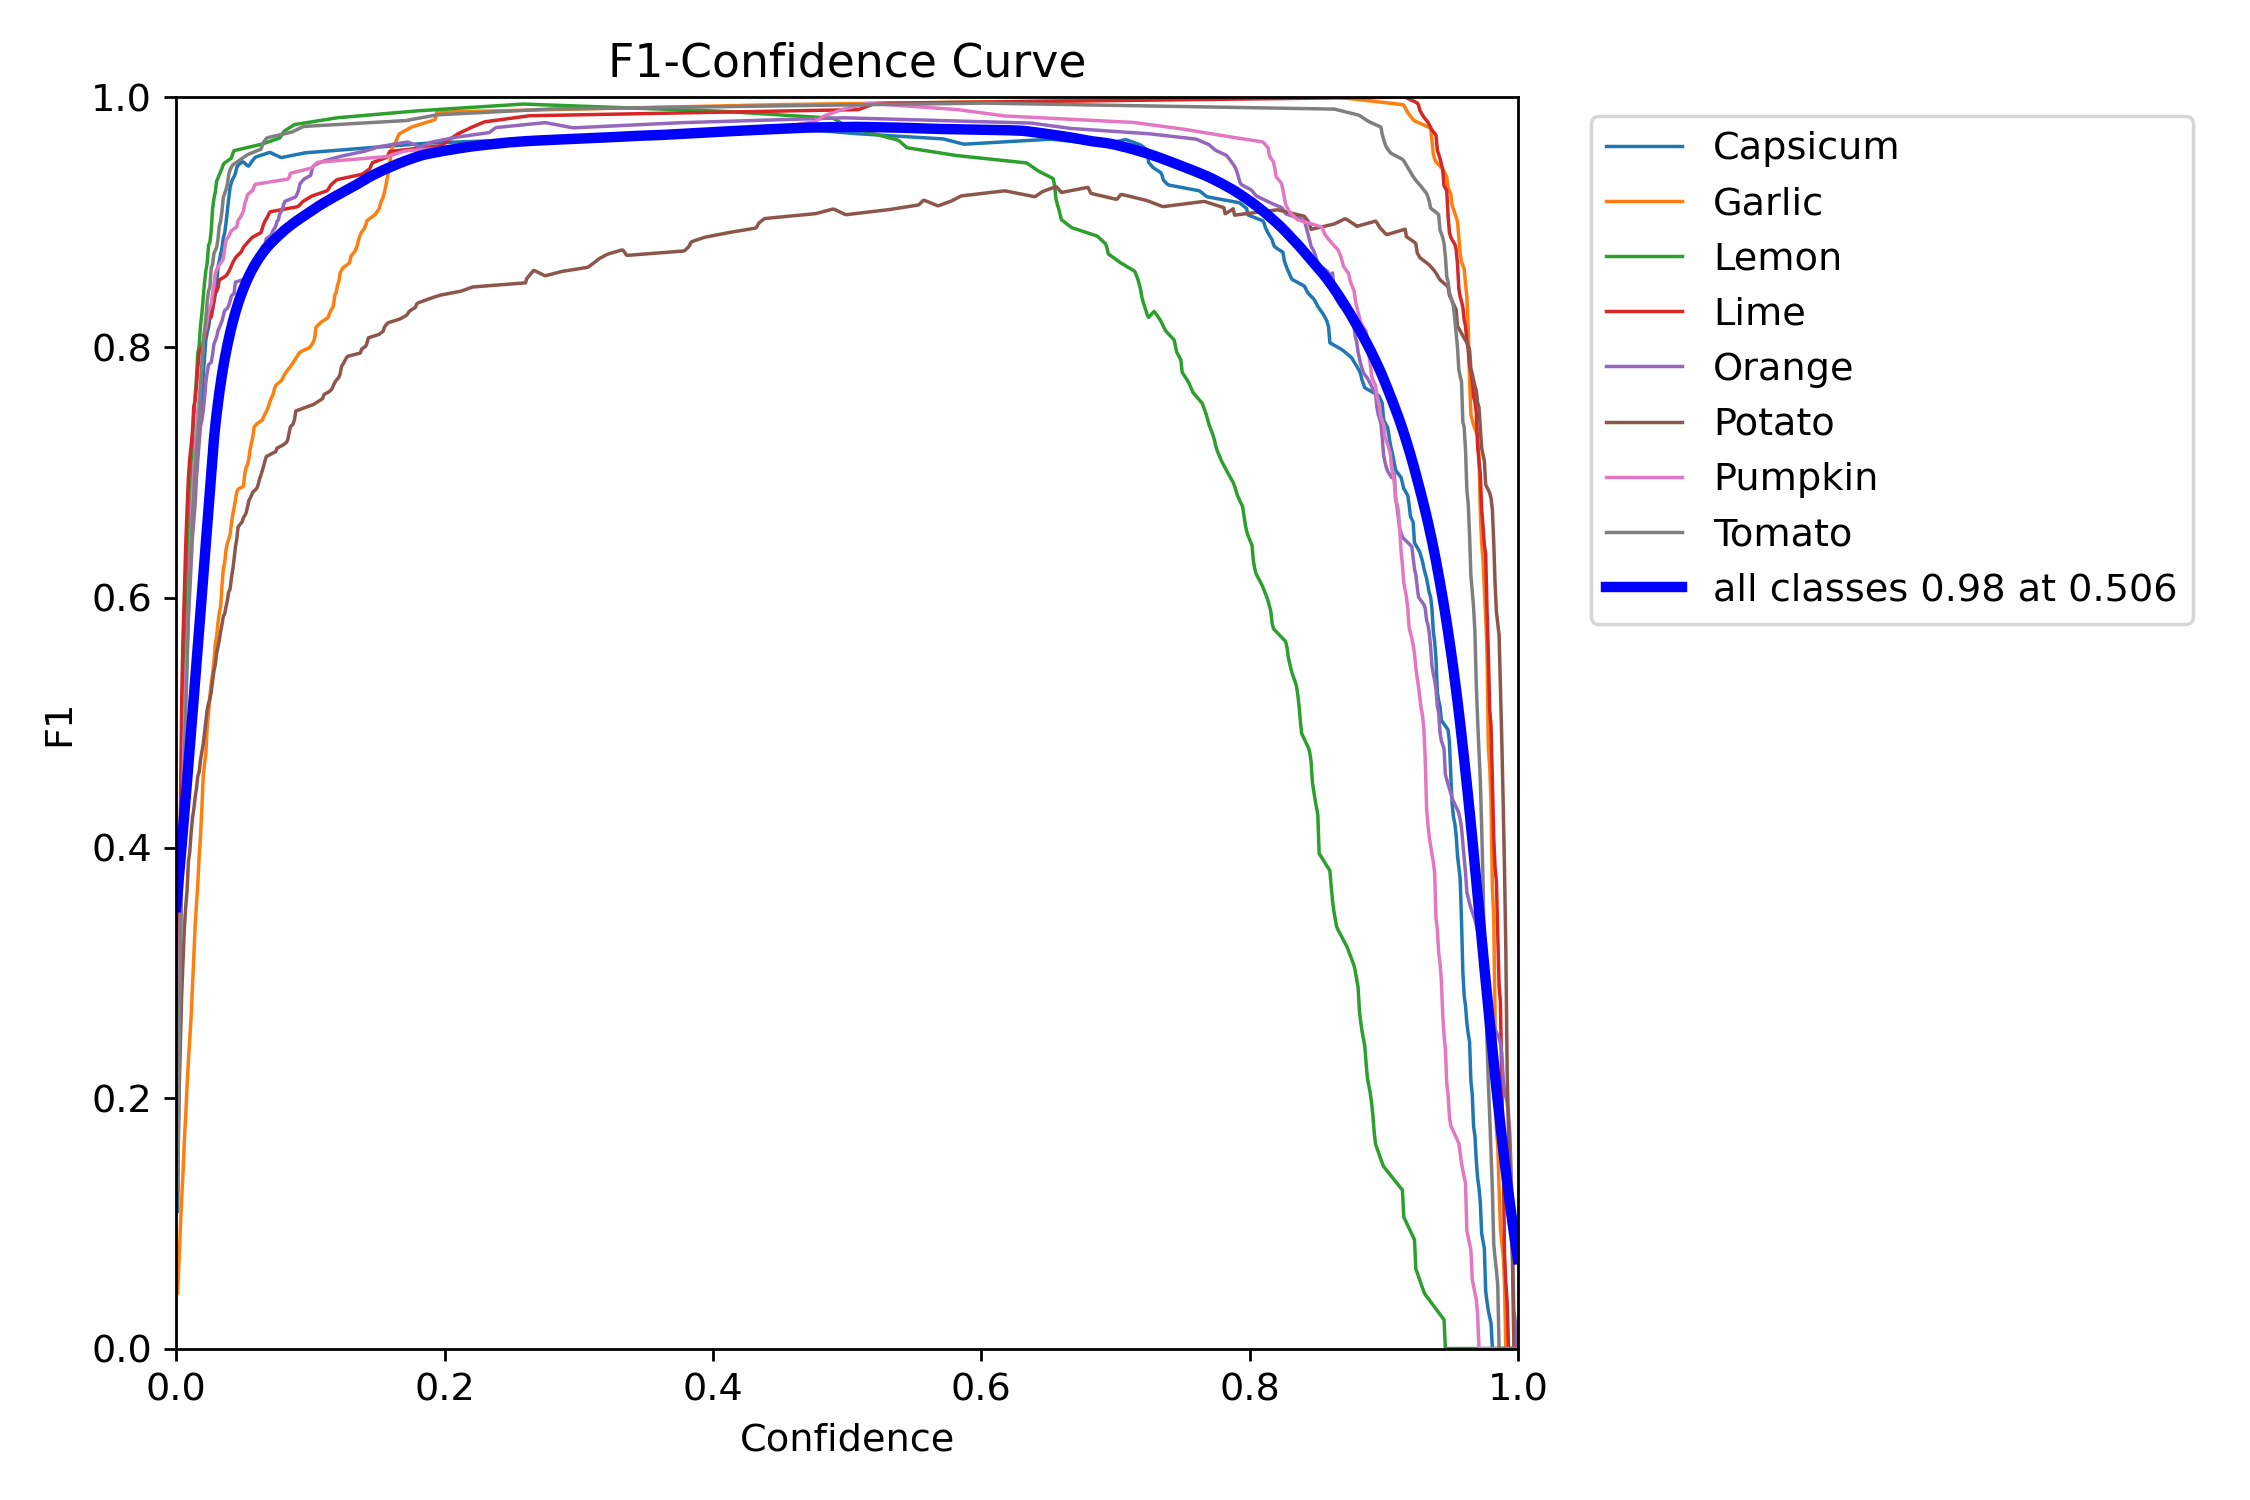 F1-Confidence Curve
1.0
0.8
0.6
0.4
0.2
0.0
F1
0.0 0.2 0.4 0.6 0.8 1.0
Confidence
Capsicum
Garlic
Lemon
Lime
Orange
Potato
Pumpkin
Tomato
all classes 0.98 at 0.506